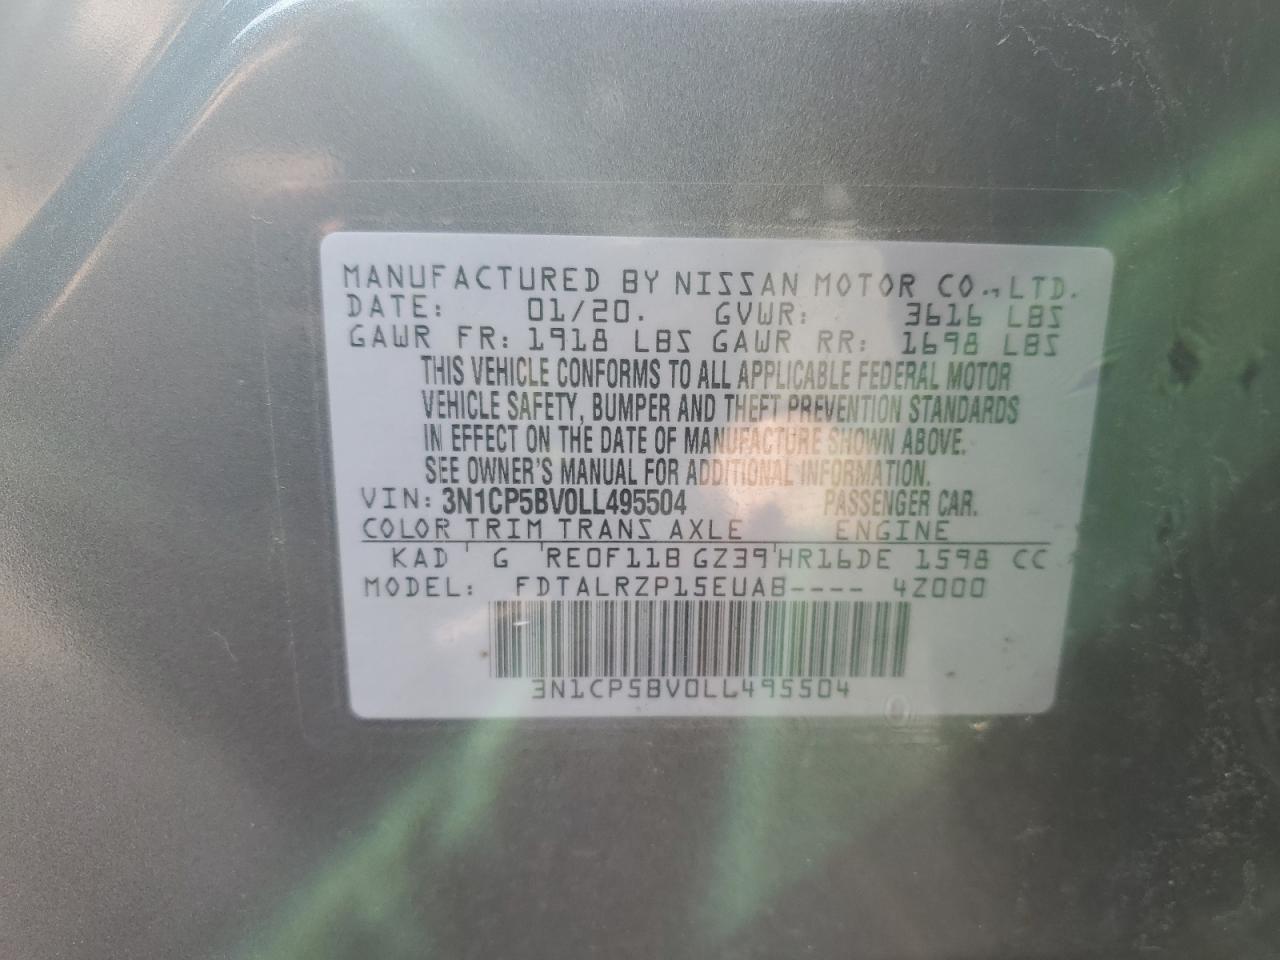 MANUFACTURED BY NISSAN MOTOR CO., LTD.
DATE: 01/20. GVWR: 3616 LBS
GAWR FR: 1918 LBS GAWR RR: 1698 LBS
THIS VEHICLE CONFORMS TO ALL APPLICABLE FEDERAL MOTOR
VEHICLE SAFETY, BUMPER AND THEFT PREVENTION STANDARDS
IN EFFECT ON THE DATE OF MANUFACTURE SHOWN ABOVE.
SEE OWNER'S MANUAL FOR ADDITIONAL INFORMATION.
VIN: 3N1CP5BV0LL495504 PASSENGER CAR.
COLOR TRIM TRANS AXLE ENGINE
KAD G RE0F11B GZ39 HR16DE 1598 CC
MODEL: FDTALRZP15EUAB---- 4Z000
3N1CP5BV0LL495504